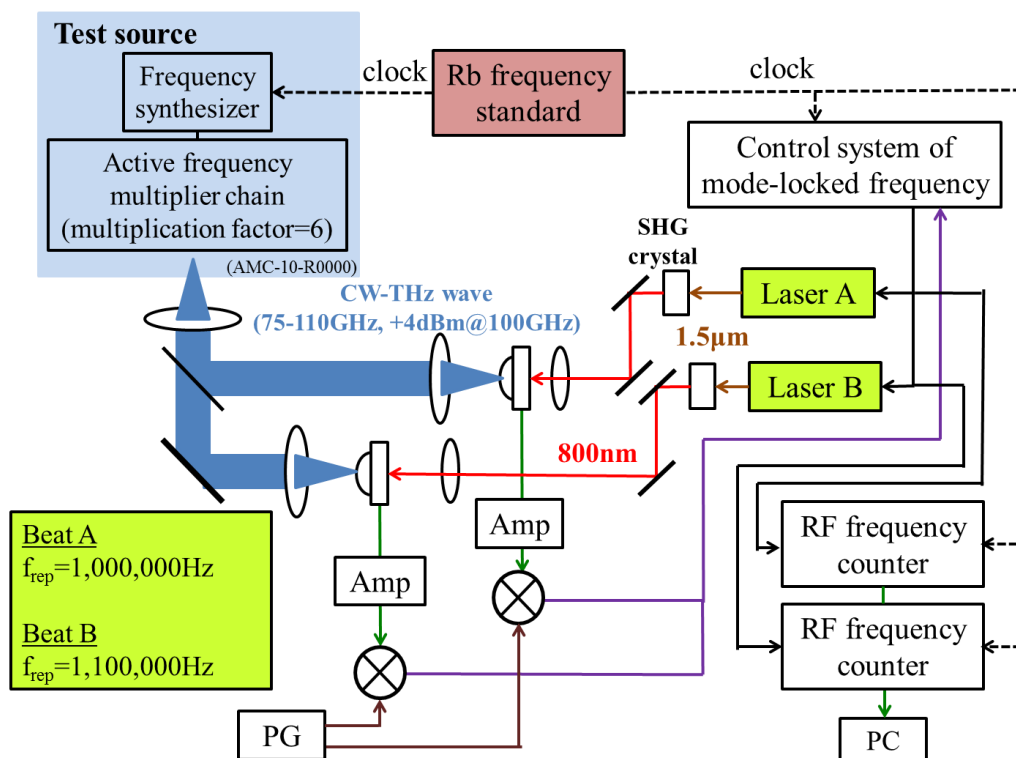 Test source
Frequency
synthesizer
Active frequency
multiplier chain
(multiplication factor=6)
(AMC-10-R0000)
clock
Rb frequency
standard
clock
Control system of
mode-locked frequency
SHG
crystal
Laser A
1.5μm
Laser B
CW-THz wave
(75-110GHz, +4dBm@100GHz)
800nm
Amp
Amp
Beat A
frep=1,000,000Hz
Beat B
frep=1,100,000Hz
PG
RF frequency
counter
RF frequency
counter
PC